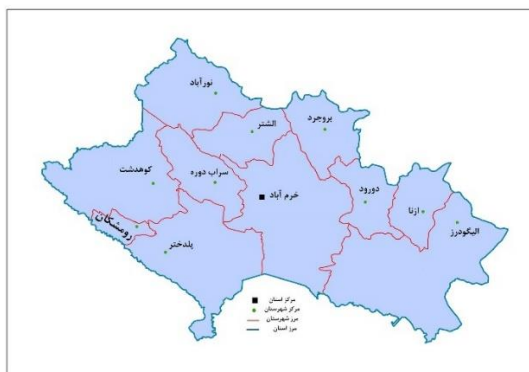 نورآباد
الشتر
بروجرد
کوهدشت
سراب دوره
خرم آباد
دورود
ازنا
الیگودرز
رومشکان
پلدختر
مرکز استان
مرکز شهرستان
مرز شهرستان
مرز استان